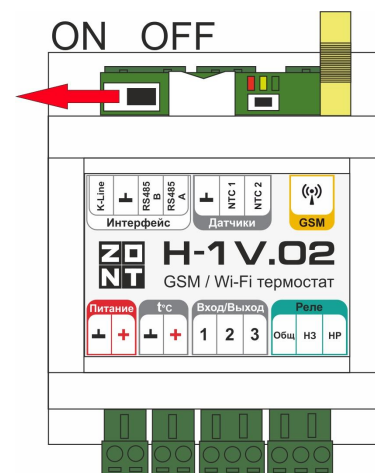 ON OFF
K-Line ⊥ RS485 B RS485 A
⊥ NTC 1 NTC 2
Интерфейс Датчики GSM
ZONT
H-1V.02
GSM / Wi-Fi термостат
Питание t°C Вход/Выход Реле
⊥ + ⊥ + 1 2 3 Общ НЗ НР